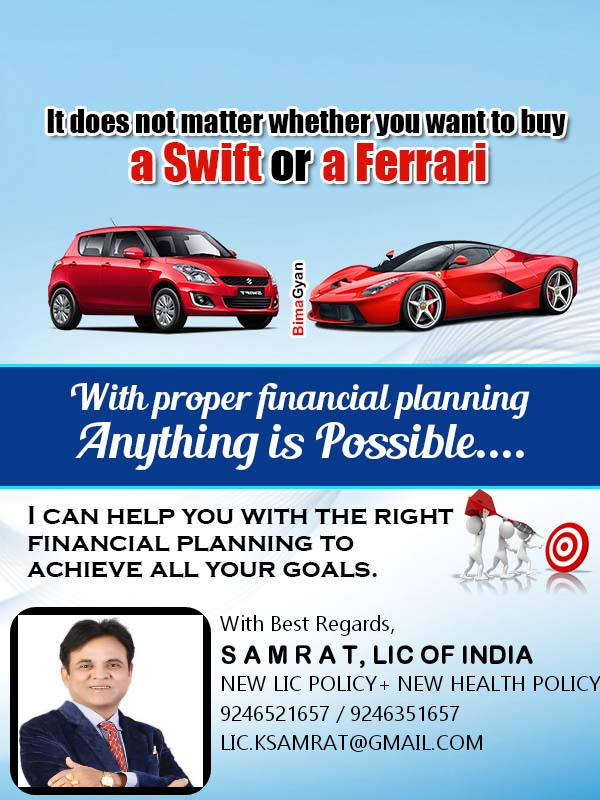 It does not matter whether you want to buy
a Swift or a Ferrari
BimaGyan
SWIFT
With proper financial planning
Anything is Possible....
I CAN HELP YOU WITH THE RIGHT
FINANCIAL PLANNING TO
ACHIEVE ALL YOUR GOALS.
With Best Regards,
S A M R A T, LIC OF INDIA
NEW LIC POLICY+ NEW HEALTH POLICY
9246521657 / 9246351657
LIC.KSAMRAT@GMAIL.COM